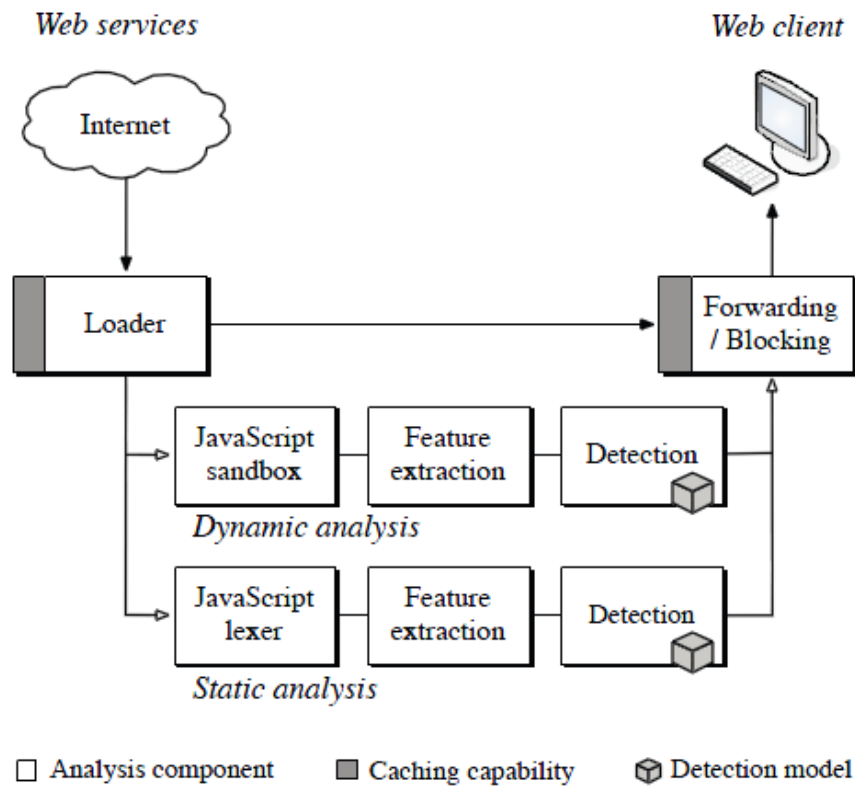 Web services
Web client
Internet
Loader
Forwarding
/ Blocking
JavaScript
sandbox
Feature
extraction
Detection
Dynamic analysis
JavaScript
lexer
Feature
extraction
Detection
Static analysis
Analysis component
Caching capability
Detection model